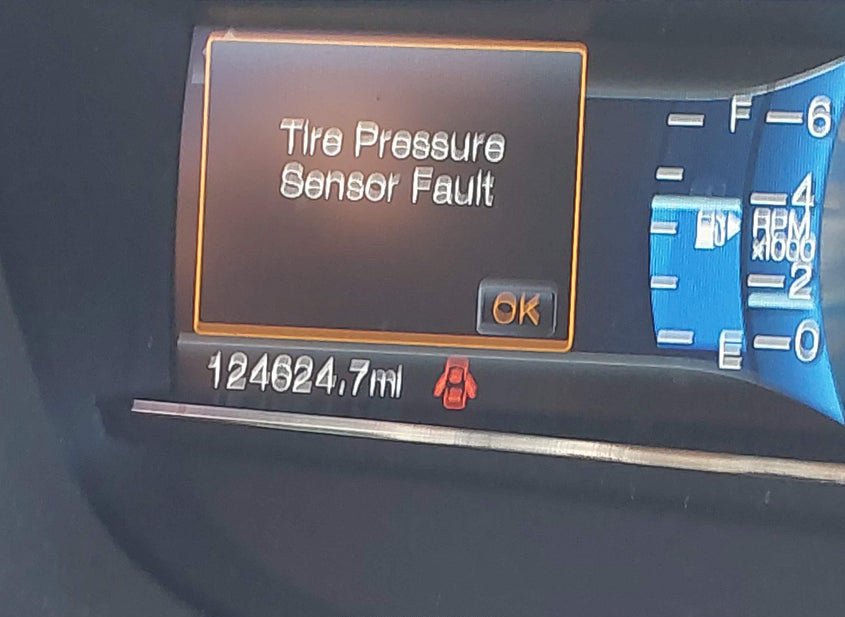 Tire Pressure
Sensor Fault
OK
124624.7mi
F
E
6
4
RPM
x1000
2
0